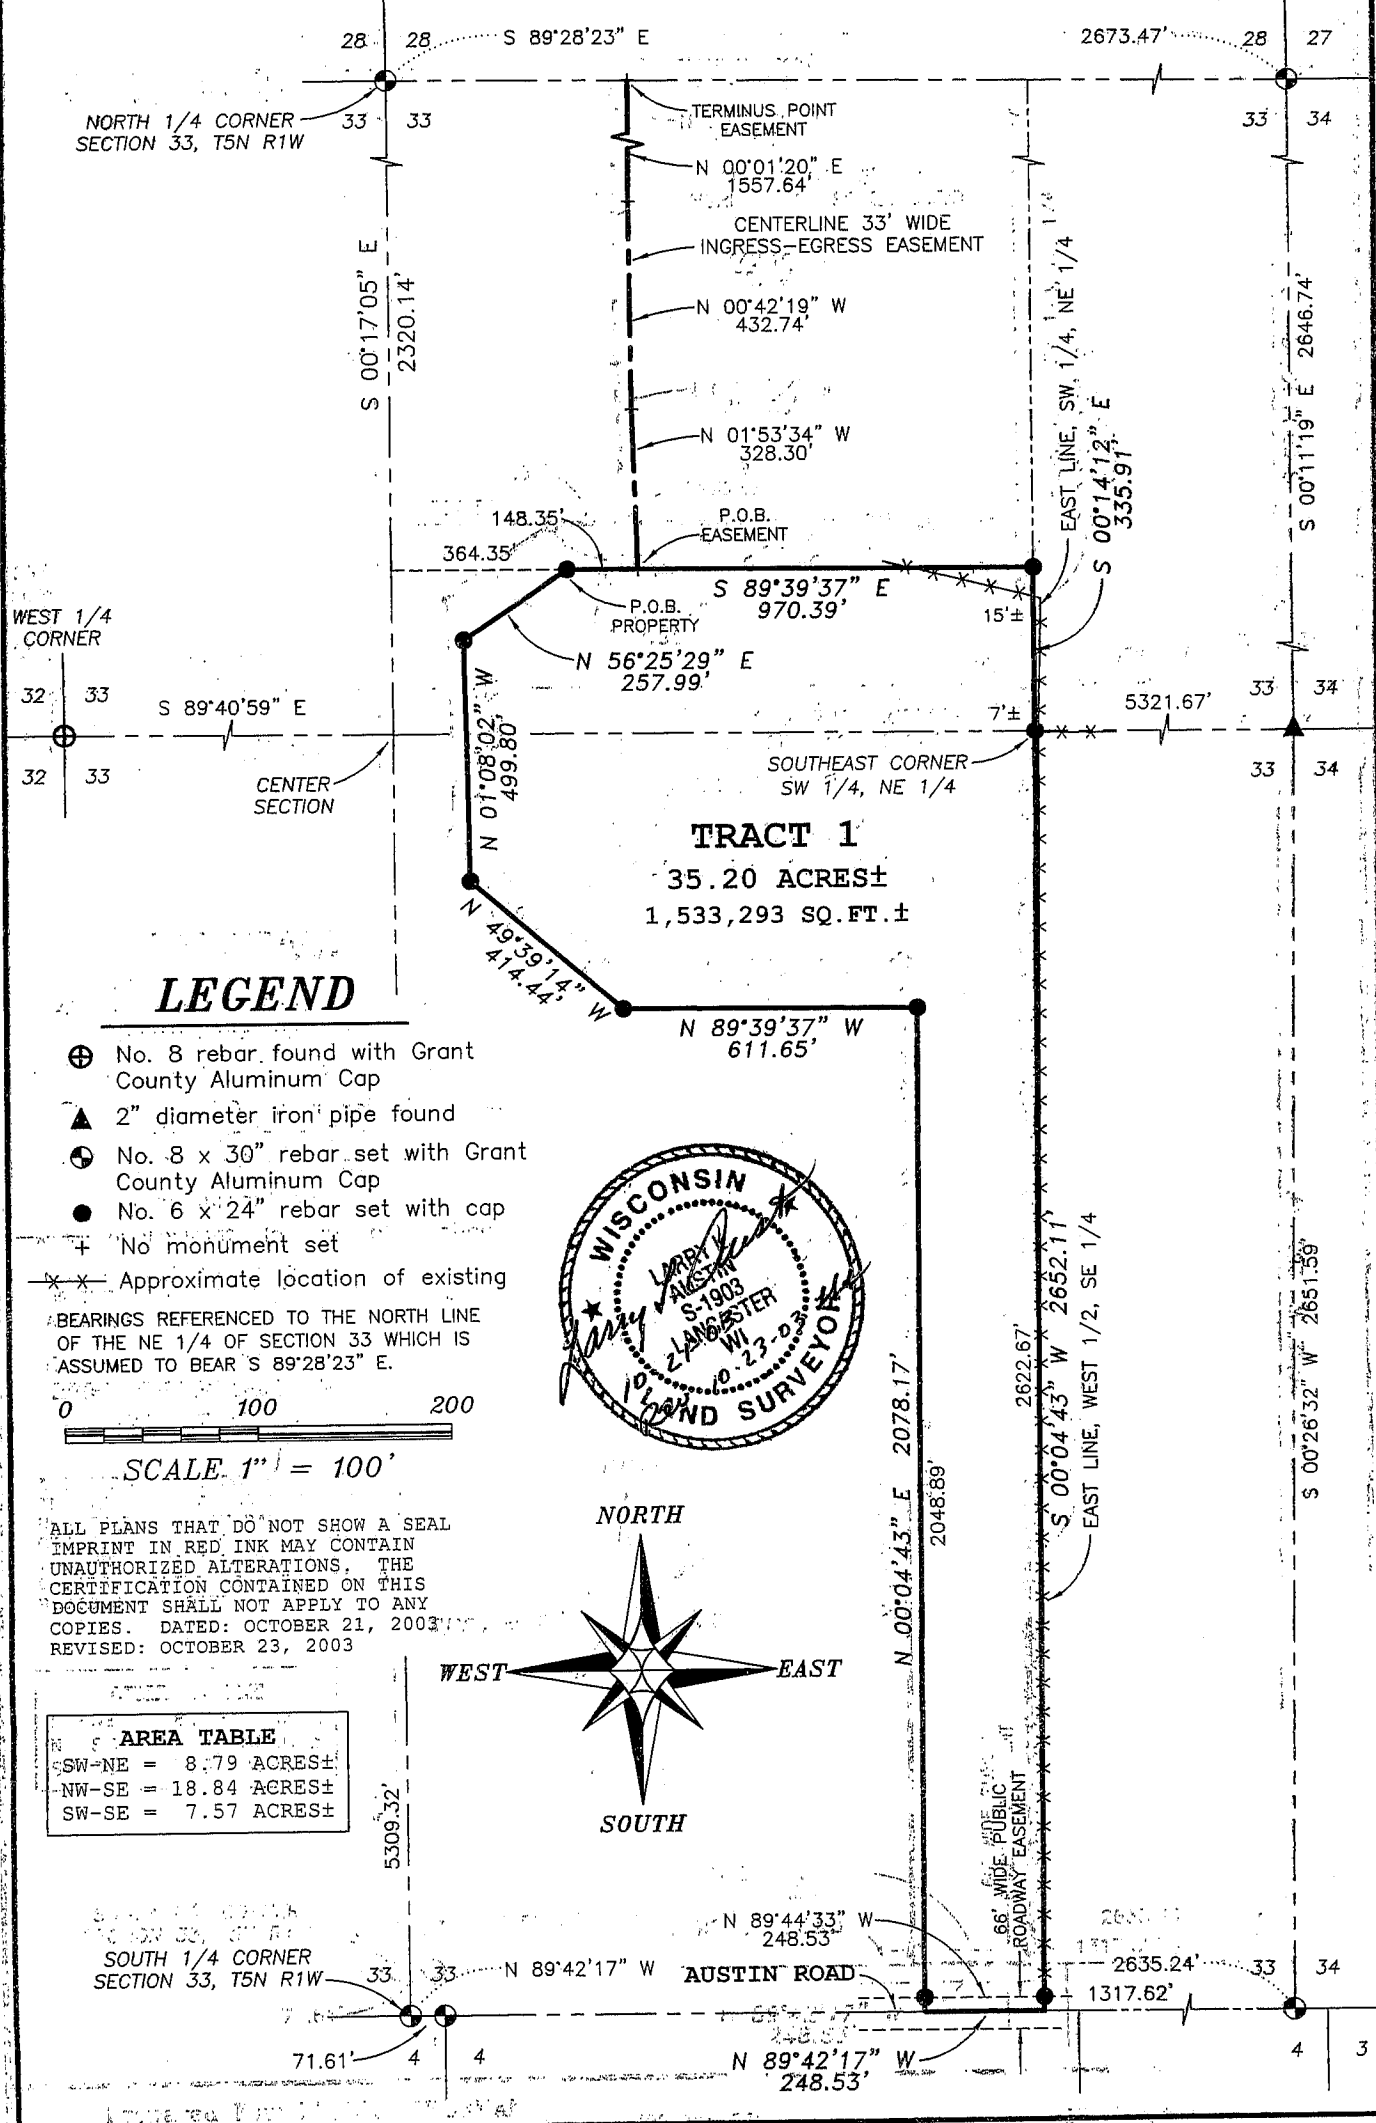 28 28 S 89°28'23" E 2673.47' 28 27
NORTH 1/4 CORNER
SECTION 33, T5N R1W
33 33
33 34
TERMINUS POINT
EASEMENT
N 00°01'20" E
1557.64'
CENTERLINE 33' WIDE
INGRESS-EGRESS EASEMENT
S 00°17'05" E
2320.14'
N 00°42'19" W
432.74'
N 01°53'34" W
328.30'
EAST LINE, SW 1/4, NE 1/4
S 00°14'12" E
335.91'
S 00°11'19" E 2646.74'
148.35'
364.35'
P.O.B.
EASEMENT
S 89°39'37" E
970.39'
P.O.B.
PROPERTY
15'±
N 56°25'29" E
257.99'
WEST 1/4
CORNER
32 33
S 89°40'59" E
32 33
N 01°08'02" W
499.80'
7'±
5321.67'
33 34
33 34
CENTER
SECTION
SOUTHEAST CORNER
SW 1/4, NE 1/4
TRACT 1
35.20 ACRES±
1,533,293 SQ.FT.±
N 49°39'14" W
414.44'
N 89°39'37" W
611.65'
LEGEND
No. 8 rebar found with Grant
County Aluminum Cap
2" diameter iron pipe found
No. 8 x 30" rebar set with Grant
County Aluminum Cap
No. 6 x 24" rebar set with cap
+ No monument set
x x Approximate location of existing
BEARINGS REFERENCED TO THE NORTH LINE
OF THE NE 1/4 OF SECTION 33 WHICH IS
ASSUMED TO BEAR S 89°28'23" E.
0 100 200
SCALE 1" = 100'
WISCONSIN
LARRY
AUSTIN
S-1903
LANCASTER
WI
LAND SURVEYOR
10-23-03
N 00°04'43" E 2078.17'
2048.89'
2622.67'
S 00°04'43" W 2652.11'
EAST LINE, WEST 1/2, SE 1/4
S 00°26'32" W 2651.59'
ALL PLANS THAT DO NOT SHOW A SEAL
IMPRINT IN RED INK MAY CONTAIN
UNAUTHORIZED ALTERATIONS. THE
CERTIFICATION CONTAINED ON THIS
DOCUMENT SHALL NOT APPLY TO ANY
COPIES. DATED: OCTOBER 21, 2003
REVISED: OCTOBER 23, 2003
NORTH
WEST
EAST
SOUTH
AREA TABLE
SW-NE = 8.79 ACRES±
NW-SE = 18.84 ACRES±
SW-SE = 7.57 ACRES±
5309.32'
66' WIDE PUBLIC
ROADWAY EASEMENT
N 89°44'33" W
248.53'
SOUTH 1/4 CORNER
SECTION 33, T5N R1W
33 33 N 89°42'17" W
AUSTIN ROAD
2635.24' 33 34
1317.62'
71.61' 4 4
N 89°42'17" W
248.53'
4 3